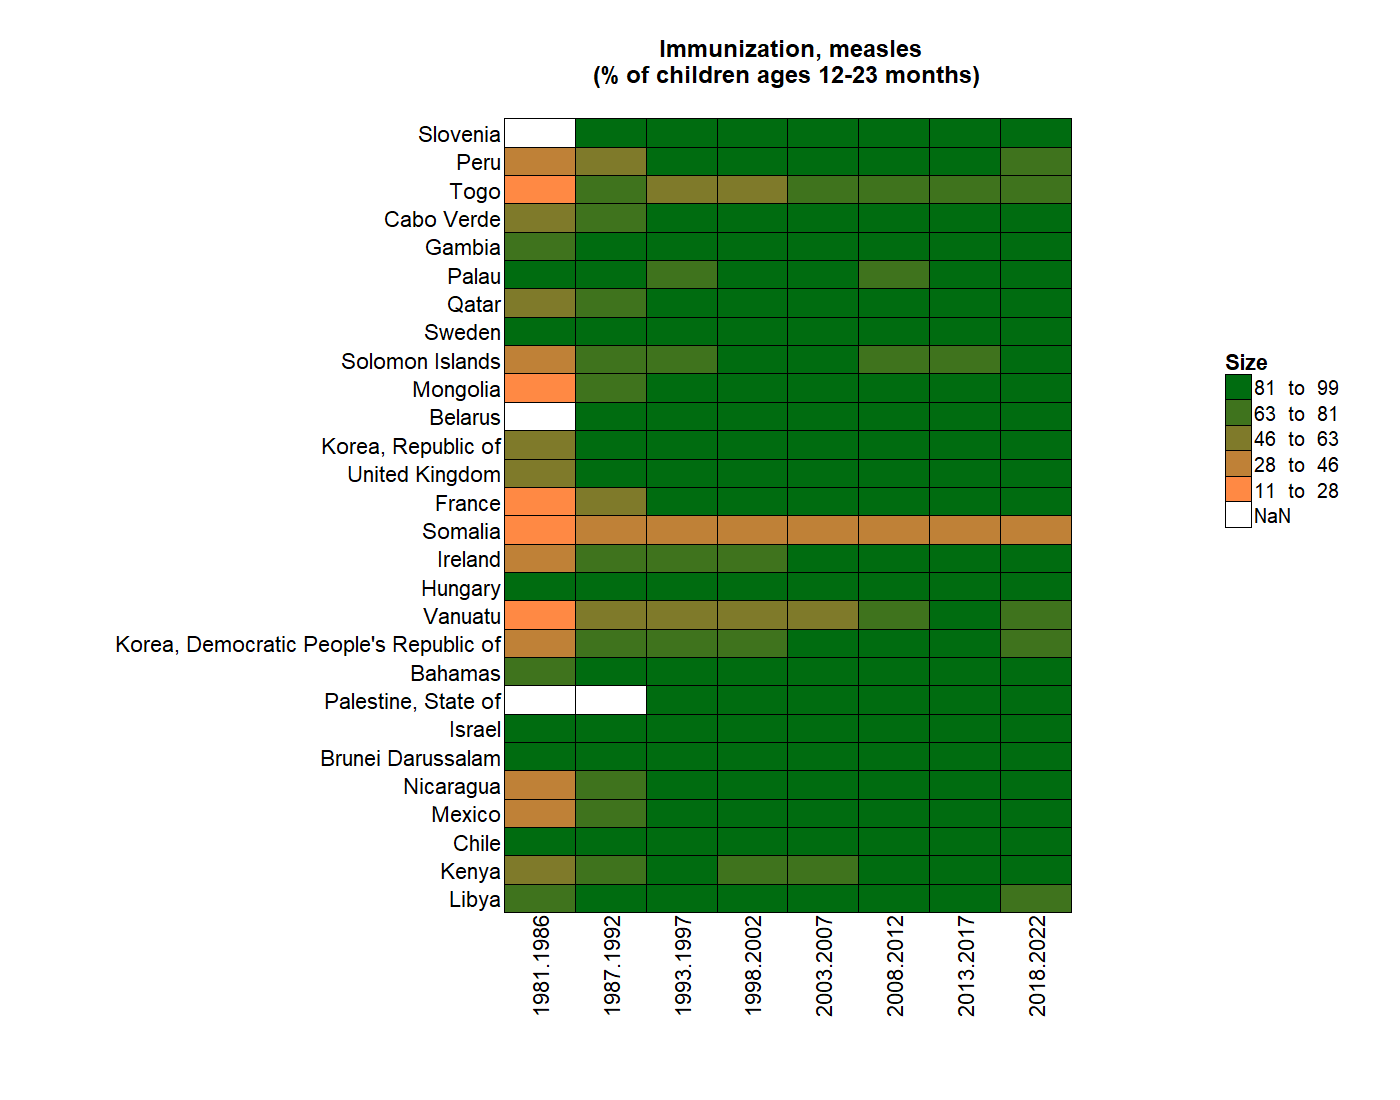 Immunization, measles
(% of children ages 12-23 months)
Slovenia
Peru
Togo
Cabo Verde
Gambia
Palau
Qatar
Sweden
Solomon Islands
Mongolia
Belarus
Korea, Republic of
United Kingdom
France
Somalia
Ireland
Hungary
Vanuatu
Korea, Democratic People's Republic of
Bahamas
Palestine, State of
Israel
Brunei Darussalam
Nicaragua
Mexico
Chile
Kenya
Libya
1981.1986
1987.1992
1993.1997
1998.2002
2003.2007
2008.2012
2013.2017
2018.2022
Size
81 to 99
63 to 81
46 to 63
28 to 46
11 to 28
NaN